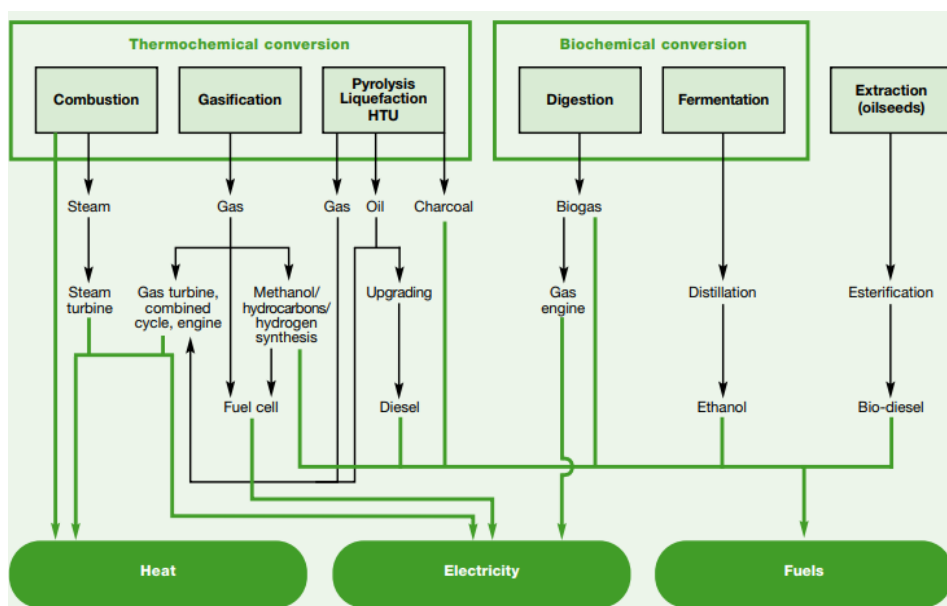 Thermochemical conversion
Biochemical conversion
Combustion
Gasification
Pyrolysis
Liquefaction
HTU
Digestion
Fermentation
Extraction
(oilseeds)
Steam
Gas
Gas
Oil
Charcoal
Biogas
Steam
turbine
Gas turbine,
combined
cycle, engine
Methanol/
hydrocarbons/
hydrogen
synthesis
Upgrading
Gas
engine
Distillation
Esterification
Fuel cell
Diesel
Ethanol
Bio-diesel
Heat
Electricity
Fuels